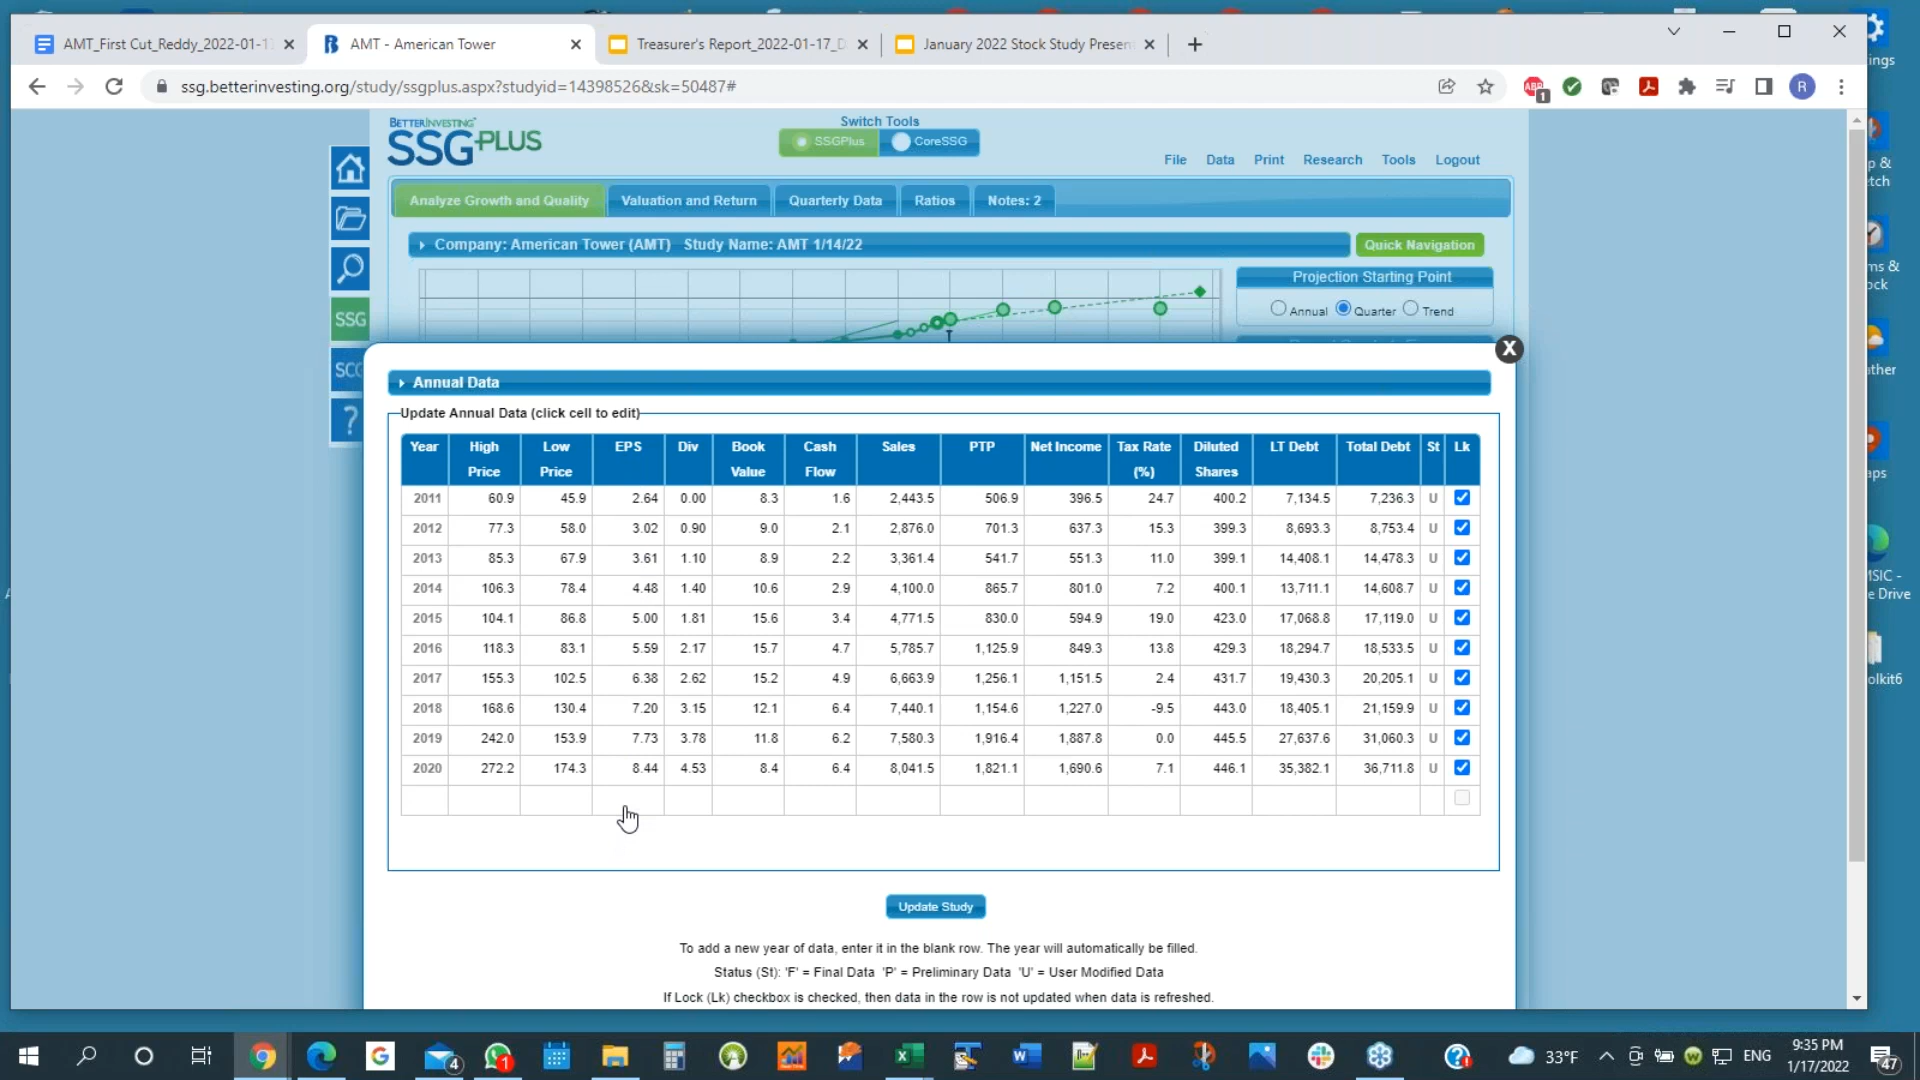 AMT_First Cut_Reddy_2022-01-1
AMT - American Tower
Treasurer's Report_2022-01-17_D
January 2022 Stock Study Presen
ssg.betterinvesting.org/study/ssgplus.aspx?studyid=14398526&sk=50487#
ABP
1
R
BETTERINVESTING
SSG PLUS
Switch Tools
SSGPlus CoreSSG
File Data Print Research Tools Logout
Analyze Growth and Quality Valuation and Return Quarterly Data Ratios Notes: 2
Company: American Tower (AMT) Study Name: AMT 1/14/22
Quick Navigation
Projection Starting Point
Annual Quarter Trend
SSG
SCG
?
X
Annual Data
Update Annual Data (click cell to edit)
Year High Price Low Price EPS Div Book Value Cash Flow Sales PTP Net Income Tax Rate (%) Diluted Shares LT Debt Total Debt St Lk
2011 60.9 45.9 2.64 0.00 8.3 1.6 2,443.5 506.9 396.5 24.7 400.2 7,134.5 7,236.3 U
2012 77.3 58.0 3.02 0.90 9.0 2.1 2,876.0 701.3 637.3 15.3 399.3 8,693.3 8,753.4 U
2013 85.3 67.9 3.61 1.10 8.9 2.2 3,361.4 541.7 551.3 11.0 399.1 14,408.1 14,478.3 U
2014 106.3 78.4 4.48 1.40 10.6 2.9 4,100.0 865.7 801.0 7.2 400.1 13,711.1 14,608.7 U
2015 104.1 86.8 5.00 1.81 15.6 3.4 4,771.5 830.0 594.9 19.0 423.0 17,068.8 17,119.0 U
2016 118.3 83.1 5.59 2.17 15.7 4.7 5,785.7 1,125.9 849.3 13.8 429.3 18,294.7 18,533.5 U
2017 155.3 102.5 6.38 2.62 15.2 4.9 6,663.9 1,256.1 1,151.5 2.4 431.7 19,430.3 20,205.1 U
2018 168.6 130.4 7.20 3.15 12.1 6.4 7,440.1 1,154.6 1,227.0 -9.5 443.0 18,405.1 21,159.9 U
2019 242.0 153.9 7.73 3.78 11.8 6.2 7,580.3 1,916.4 1,887.8 0.0 445.5 27,637.6 31,060.3 U
2020 272.2 174.3 8.44 4.53 8.4 6.4 8,041.5 1,821.1 1,690.6 7.1 446.1 35,382.1 36,711.8 U
Update Study
To add a new year of data, enter it in the blank row. The year will automatically be filled.
Status (St): 'F' = Final Data 'P' = Preliminary Data 'U' = User Modified Data
If Lock (Lk) checkbox is checked, then data in the row is not updated when data is refreshed.
ings
p &
tch
ms &
ock
ther
ps
MSIC -
e Drive
olkit6
4
1
33°F
ENG
9:35 PM
1/17/2022
47